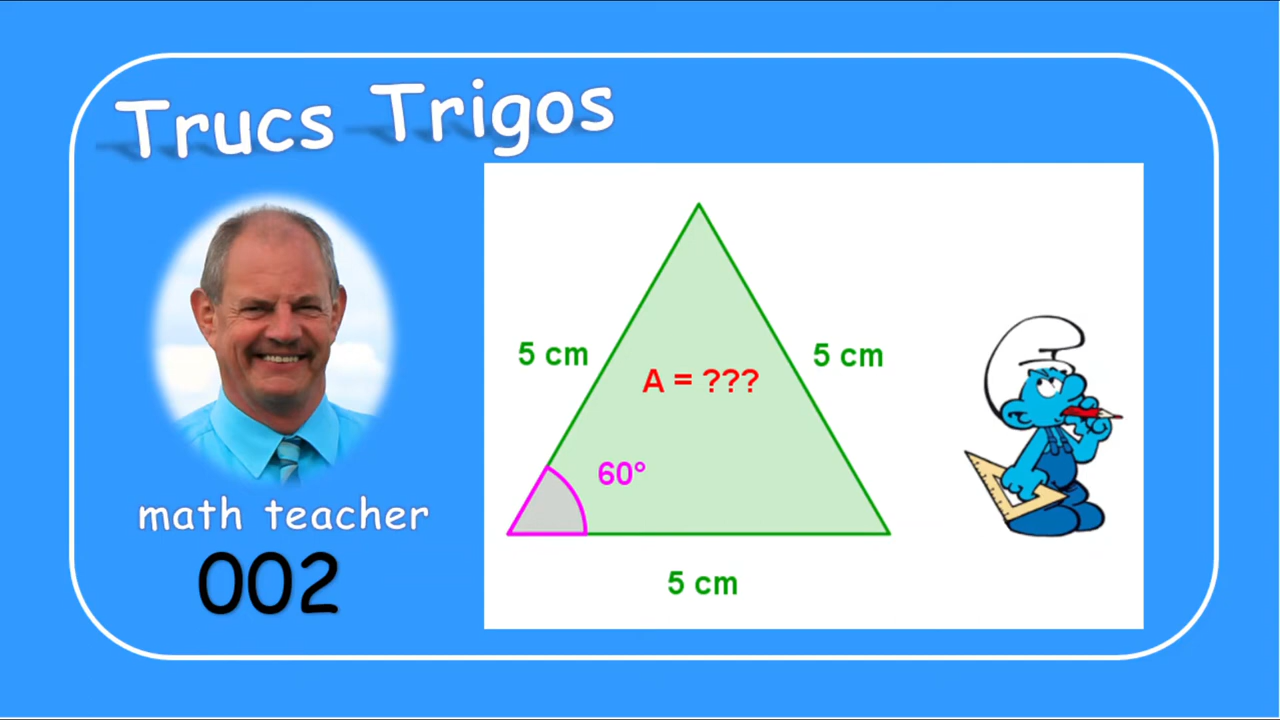 Trucs Trigos
5 cm
5 cm
A = ???
60°
5 cm
math teacher
002